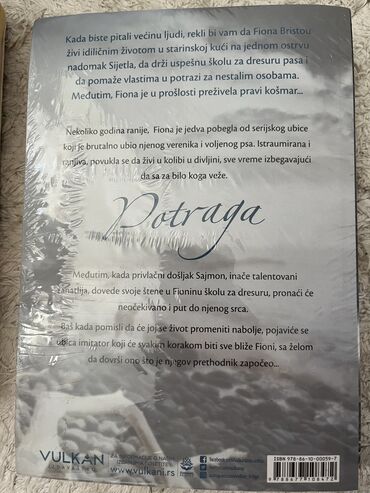 Kada biste pitali većinu ljudi, rekli bi vam da Fiona Bristou
živi idiličnim životom u starinskoj kući na jednom ostrvu
nadomak Sijetla, da drži uspešnu školu za dresuru pasa i
da pomaže vlastima u potrazi za nestalim osobama.
Međutim, Fiona je u prošlosti preživela pravi košmar...
Nekoliko godina ranije, Fiona je jedva pobegla od serijskog ubice
koji je brutalno ubio njenog verenika i voljenog psa. Istraumirana i
ranjiva, povukla se da živi u kolibi u divljini, sve vreme izbegavajući
da sa za bilo koga veže.
Potraga
Međutim, kada privlačni došljak Sajmon, inače talentovani
zanatlija, dovede svoje štene u Fioninu školu za dresuru, pronaći će
neočekivano i put do njenog srca.
Baš kada pomisli da će joj se život promeniti nabolje, pojaviće se
ubica imitator koji će svakim korakom biti sve bliže Fioni, sa željom
da dovrši ono što je njegov prethodnik započeo...
VULKAN
IZDAVAŠTVO
ZA INFORMACIJE O NAŠIM
IZDANJIMA POSETITE
www.vulkani.rs
ISBN 978-86-10-00059-7